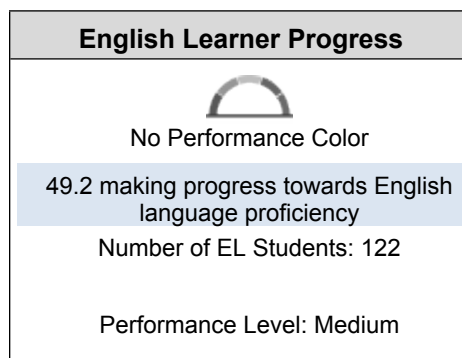 English Learner Progress
No Performance Color
49.2 making progress towards English
language proficiency
Number of EL Students: 122
Performance Level: Medium